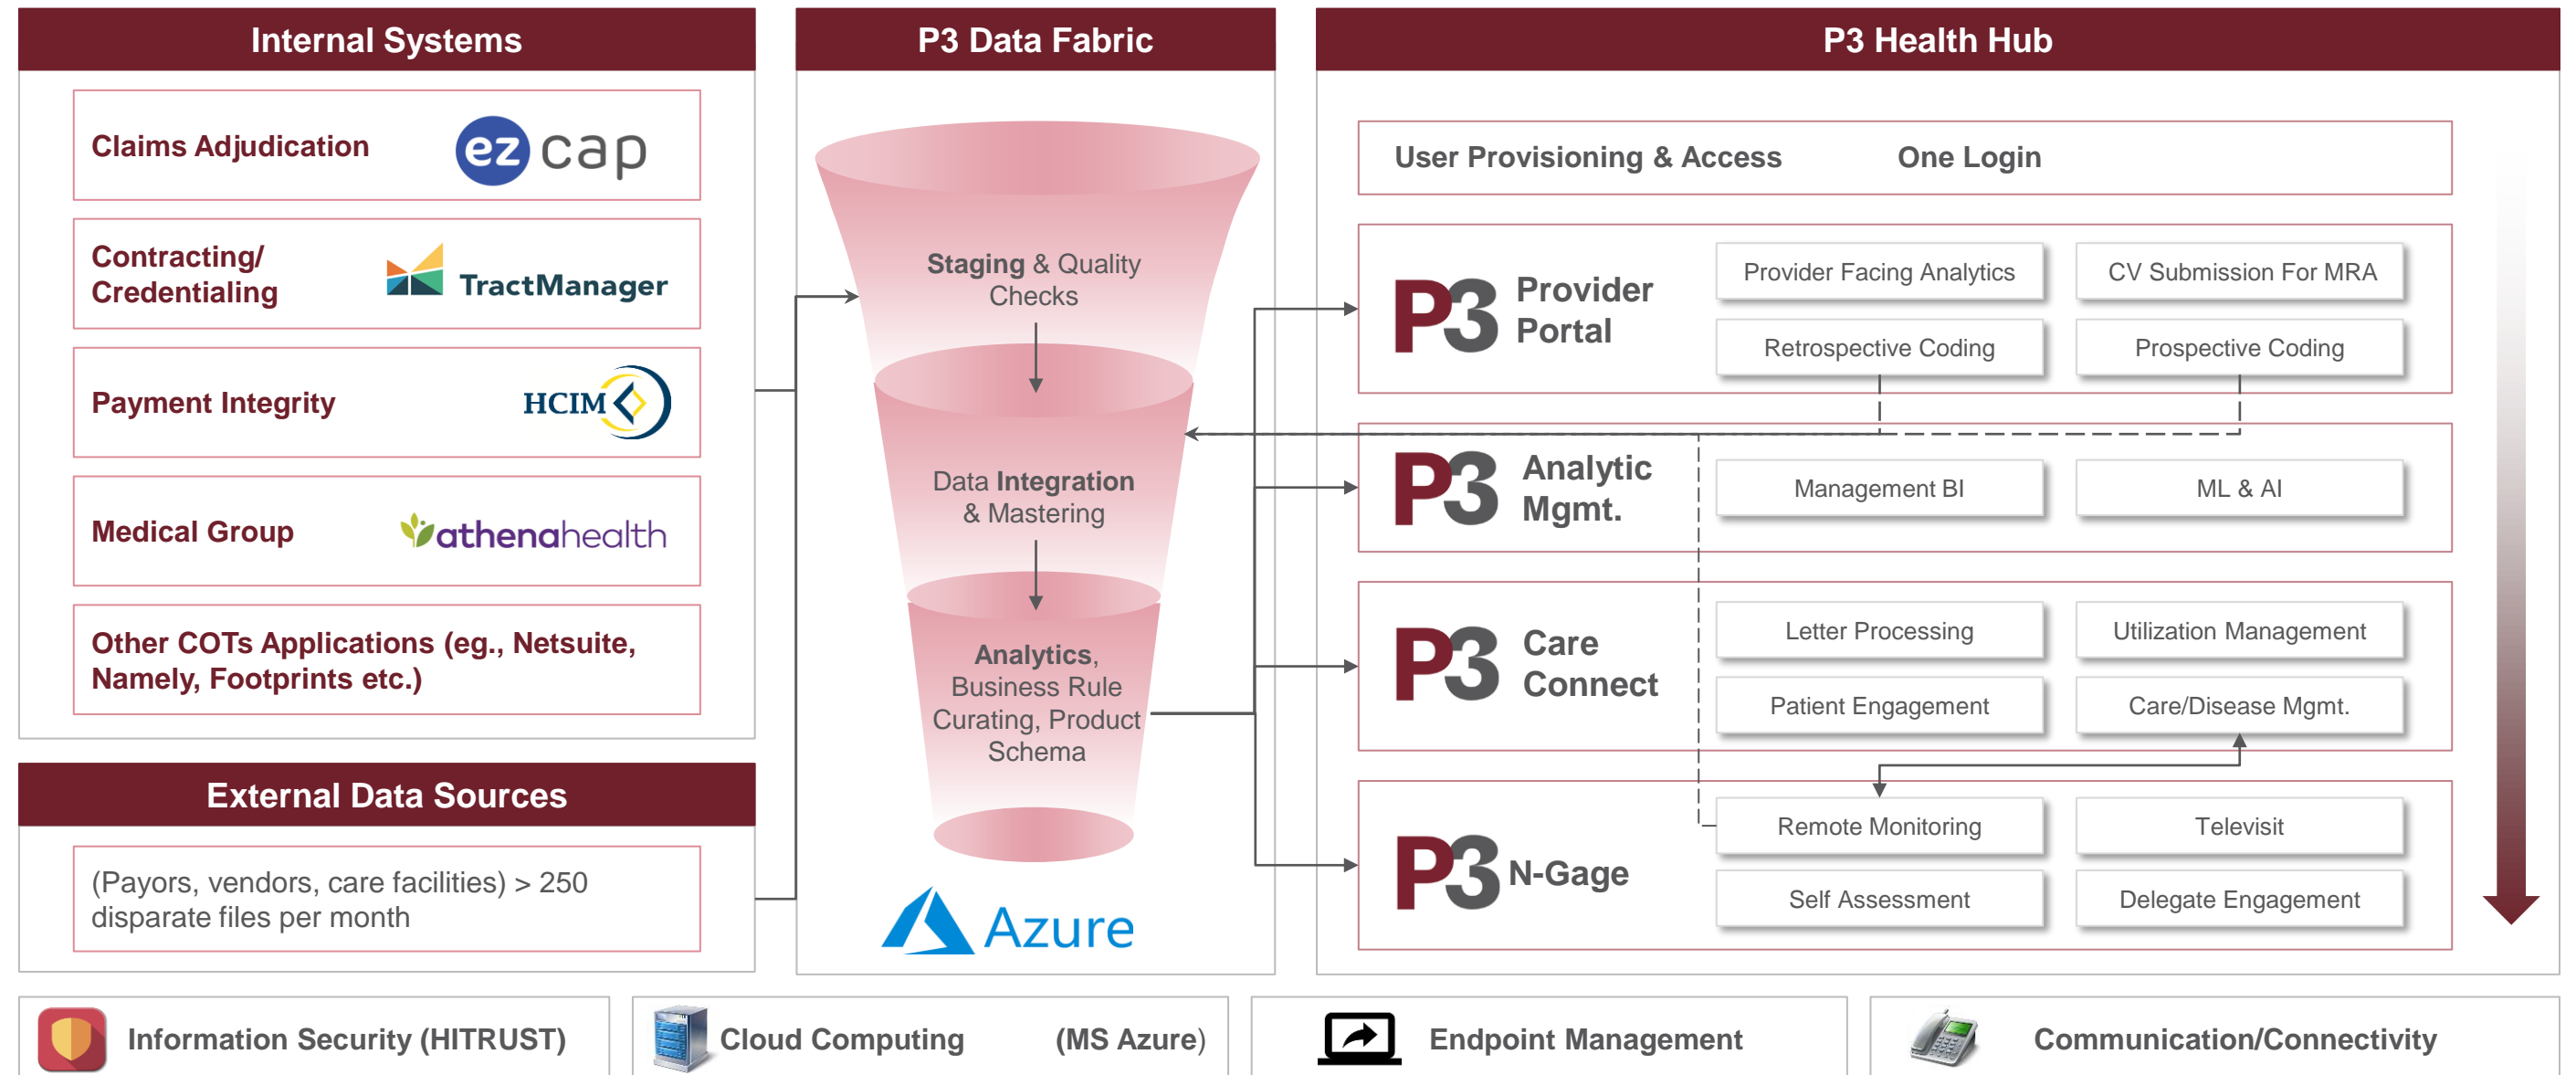 Internal Systems
Claims Adjudication
ez cap
Contracting/
Credentialing
TractManager
Payment Integrity
HCIM
Medical Group
athenahealth
Other COTs Applications (eg., Netsuite,
Namely, Footprints etc.)
External Data Sources
(Payors, vendors, care facilities) > 250
disparate files per month
P3 Data Fabric
Staging & Quality
Checks
Data Integration
& Mastering
Analytics,
Business Rule
Curating, Product
Schema
Azure
P3 Health Hub
User Provisioning & Access
One Login
P3 Provider
Portal
Provider Facing Analytics
CV Submission For MRA
Retrospective Coding
Prospective Coding
P3 Analytic
Mgmt.
Management BI
ML & AI
P3 Care
Connect
Letter Processing
Utilization Management
Patient Engagement
Care/Disease Mgmt.
P3 N-Gage
Remote Monitoring
Televisit
Self Assessment
Delegate Engagement
Information Security (HITRUST)
Cloud Computing (MS Azure)
Endpoint Management
Communication/Connectivity